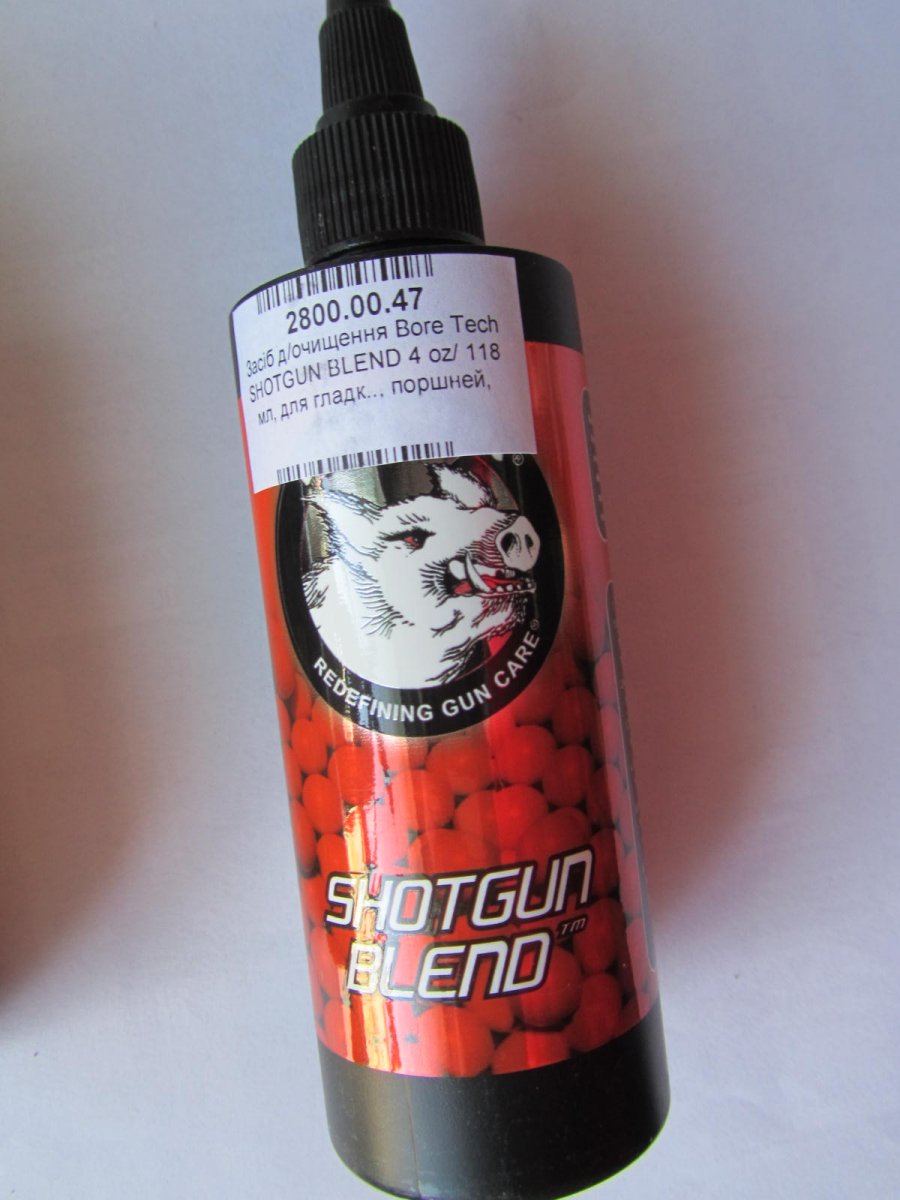 2800.00.47
Засіб д/очищення Bore Tech
SHOTGUN BLEND 4 oz/ 118
мл, для гладк.., поршней,
®
REDEFINING GUN CARE®
SHOTGUN
BLEND™